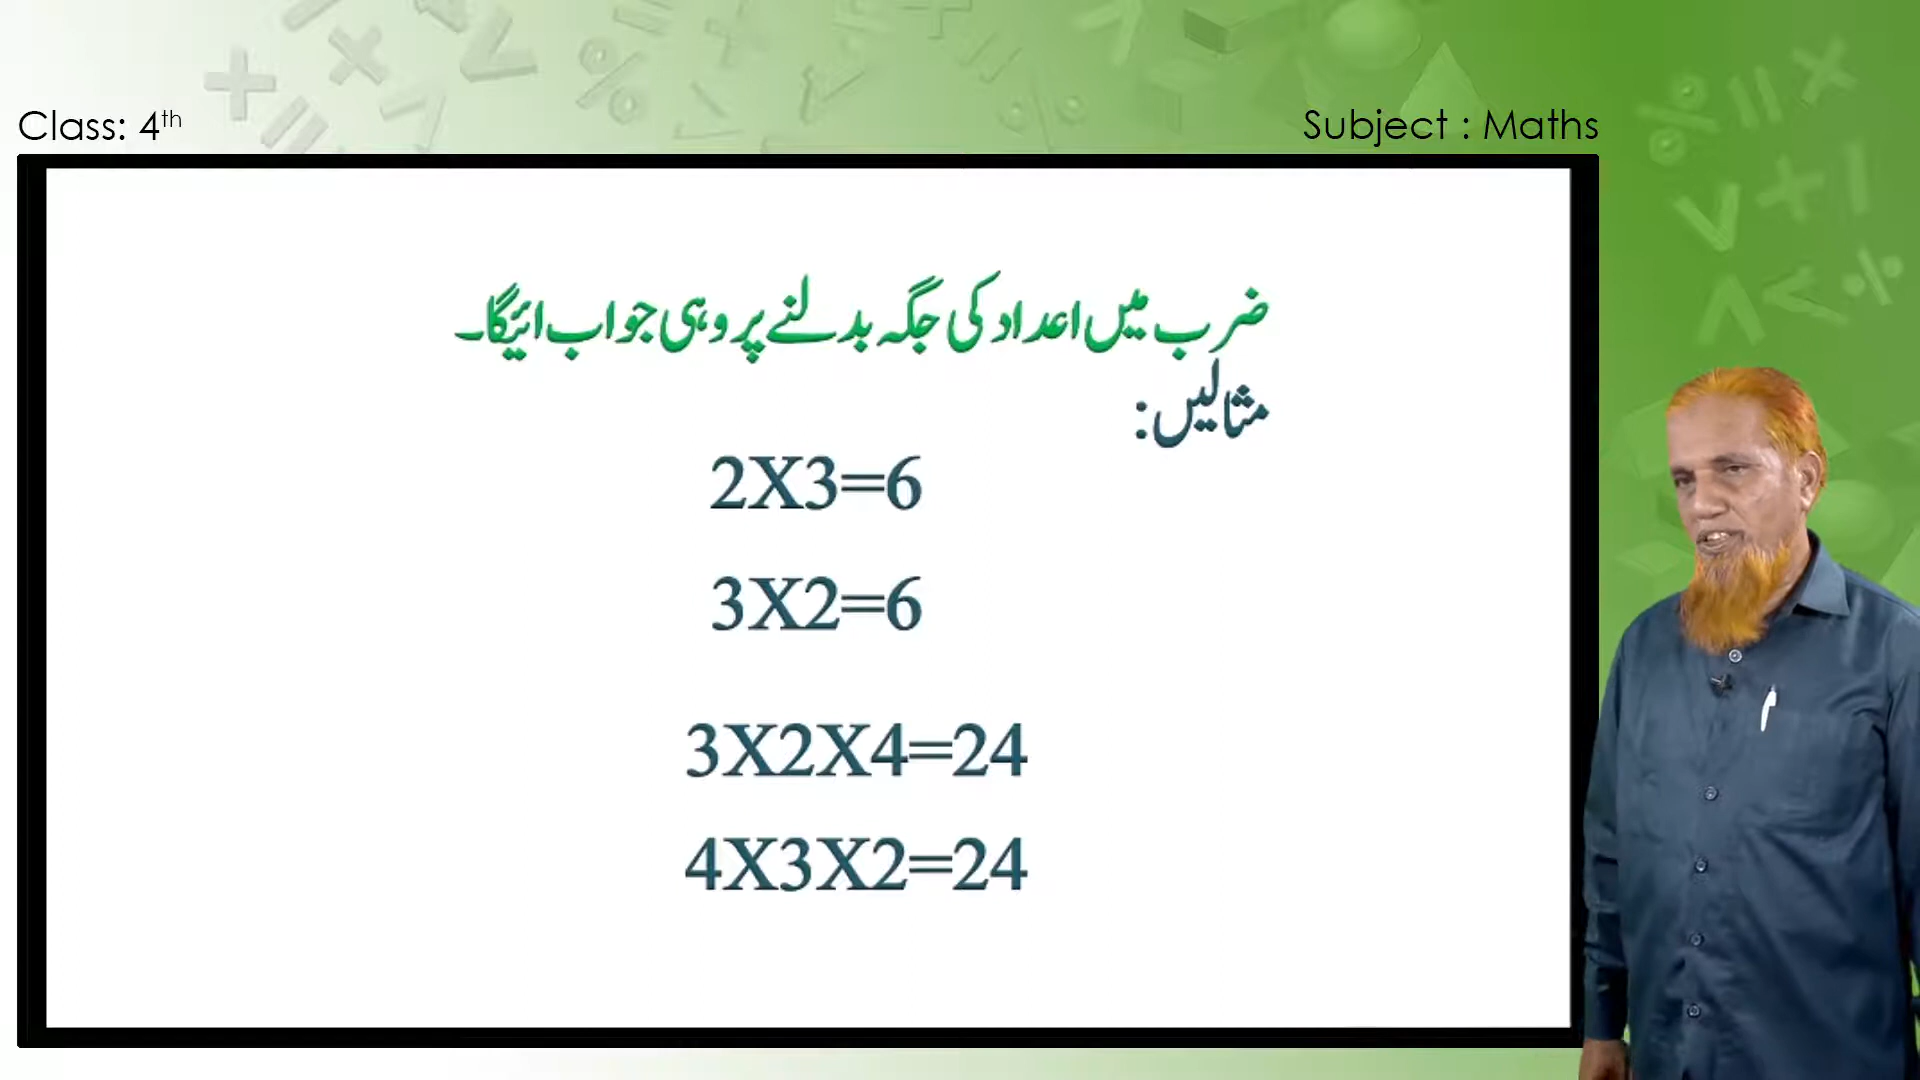 Class: 4th
Subject : Maths
ضرب میں اعداد کی جگہ بدلنے پر وہی جواب ائیگا۔
مثالیں:
2X3=6
3X2=6
3X2X4=24
4X3X2=24